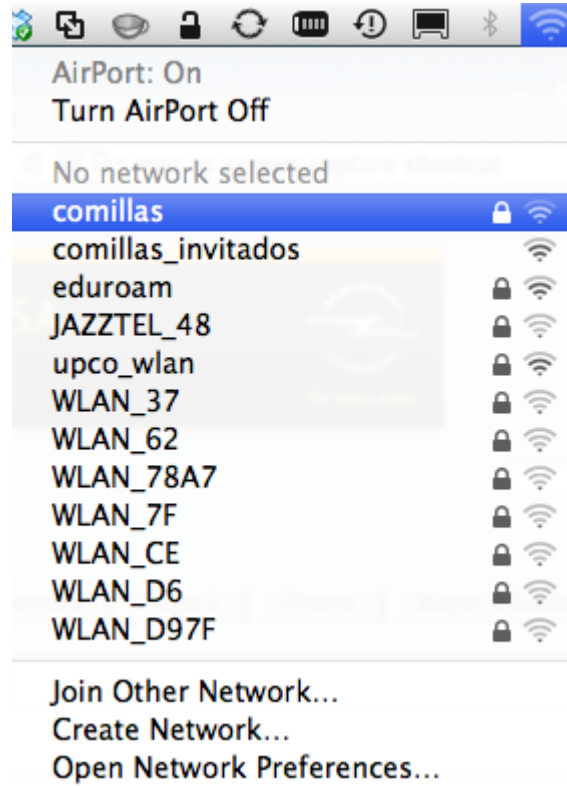 AirPort: On
Turn AirPort Off
No network selected
comillas
comillas_invitados
eduroam
JAZZTEL_48
upco_wlan
WLAN_37
WLAN_62
WLAN_78A7
WLAN_7F
WLAN_CE
WLAN_D6
WLAN_D97F
Join Other Network...
Create Network...
Open Network Preferences...